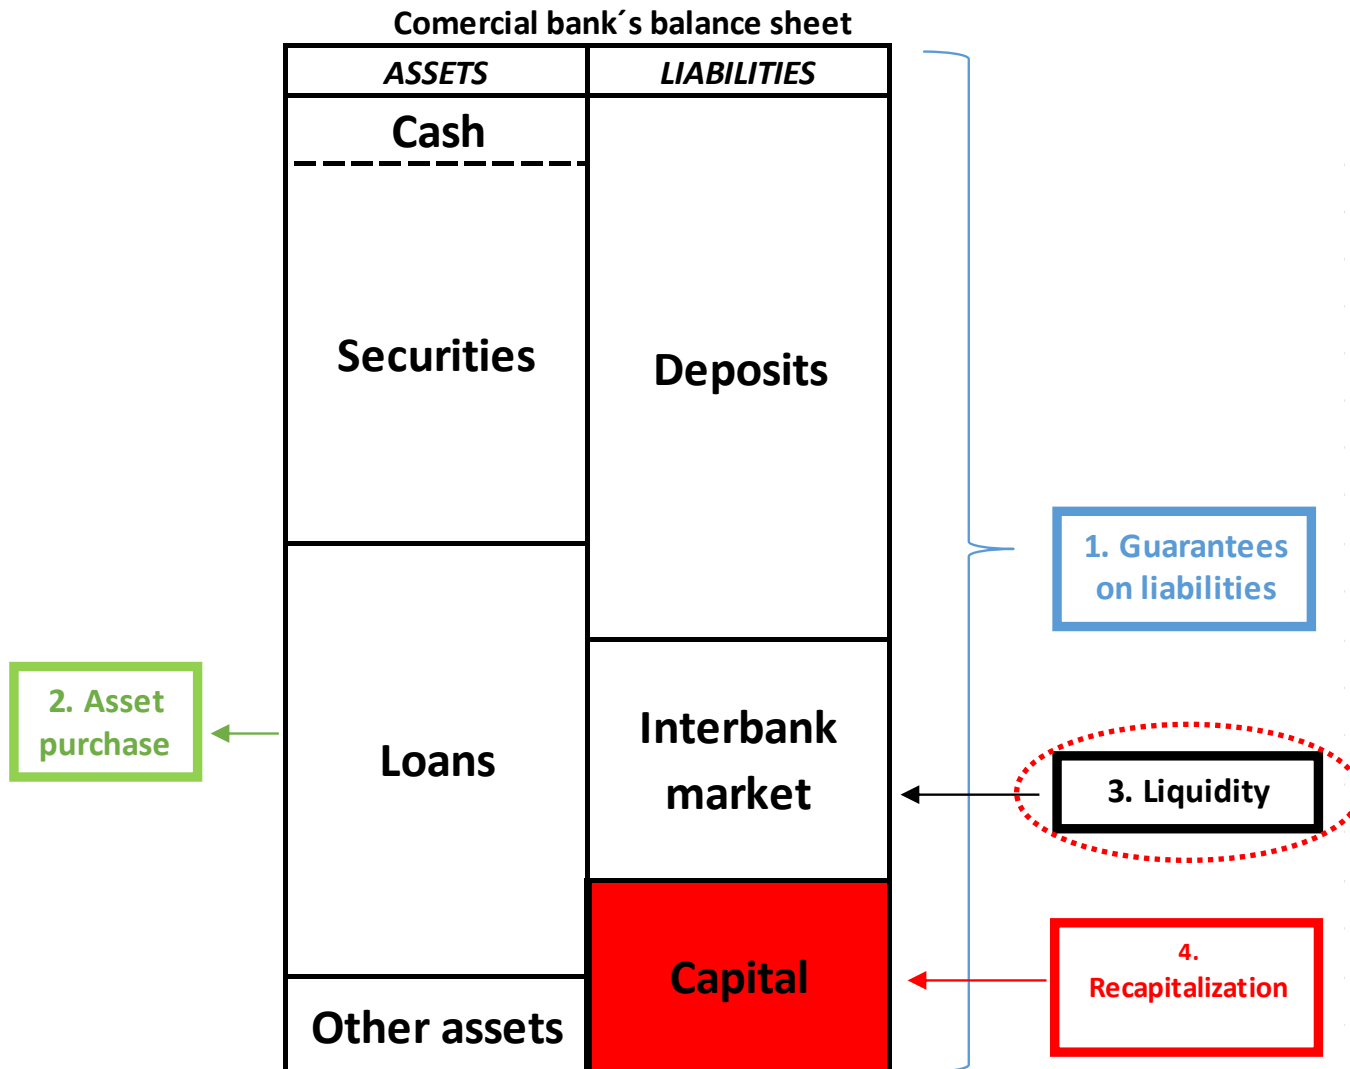 Comercial bank´s balance sheet
ASSETS
LIABILITIES
Cash
Securities
Deposits
1. Guarantees
on liabilities
2. Asset
purchase
Loans
Interbank
market
3. Liquidity
Capital
4.
Recapitalization
Other assets